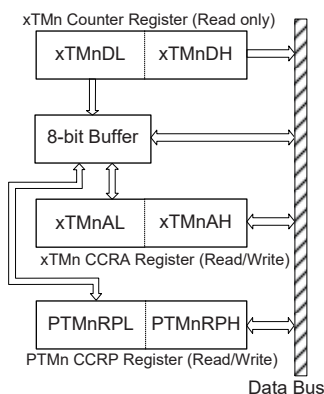 xTMn Counter Register (Read only)
xTMnDL xTMnDH
8-bit Buffer
xTMnAL xTMnAH
xTMn CCRA Register (Read/Write)
PTMnRPL PTMnRPH
PTMn CCRP Register (Read/Write)
Data Bus